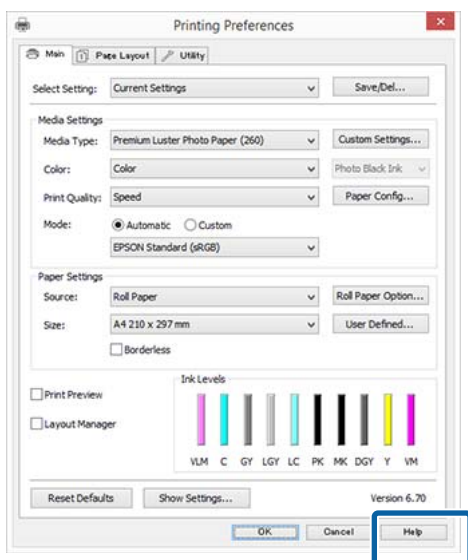 Printing Preferences
Main Page Layout Utility
Select Setting: Current Settings Save/Del...
Media Settings
Media Type: Premium Luster Photo Paper (260) Custom Settings...
Color: Color Photo Black Ink
Print Quality: Speed Paper Config...
Mode: Automatic Custom
EPSON Standard (sRGB)
Paper Settings
Source: Roll Paper Roll Paper Option...
Size: A4 210 x 297 mm User Defined...
Borderless
Ink Levels
Print Preview
Layout Manager
VLM C GY LGY LC PK MK DGY Y VM
Reset Defaults Show Settings... Version 6.70
OK Cancel Help